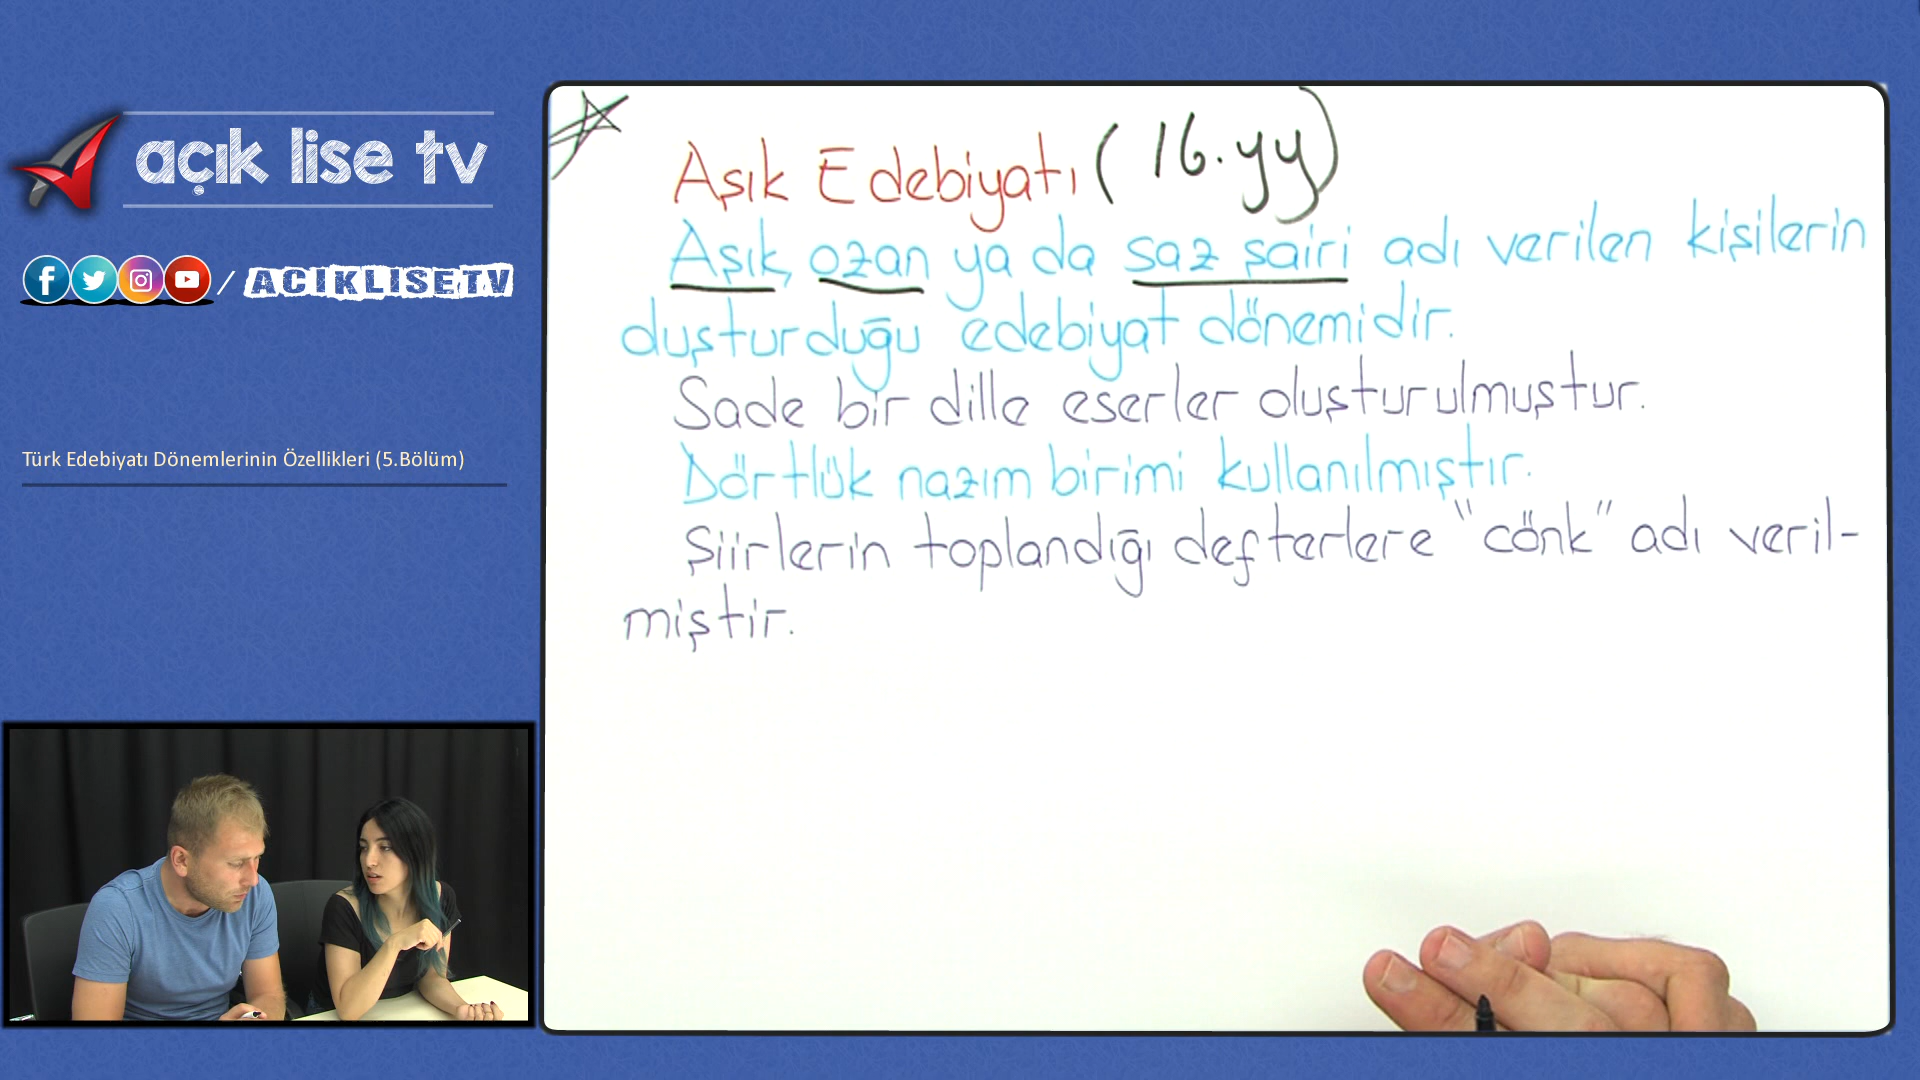 açık lise tv
/ ACIKLISETV
Türk Edebiyatı Dönemlerinin Özellikleri (5.Bölüm)
Aşık Edebiyatı (16.yy)
Aşık, ozan ya da saz şairi adı verilen kişilerin
duşturduğu edebiyat dönemidir.
Sade bir dille eserler oluşturulmuştur.
Dörtlük nazım birimi kullanılmıştır.
Şiirlerin toplandığı defterlere "cönk" adı veril-
miştir.